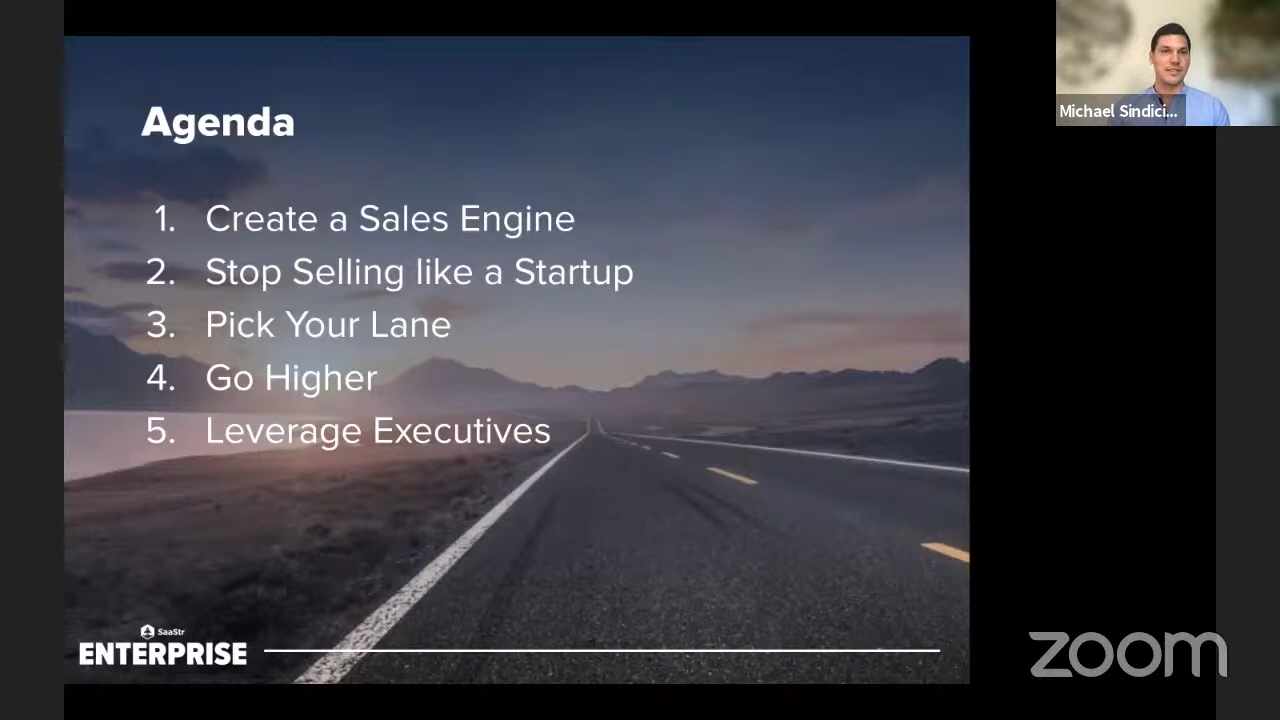 Agenda
1. Create a Sales Engine
2. Stop Selling like a Startup
3. Pick Your Lane
4. Go Higher
5. Leverage Executives
SaaStr
ENTERPRISE
Michael Sindici...
zoom